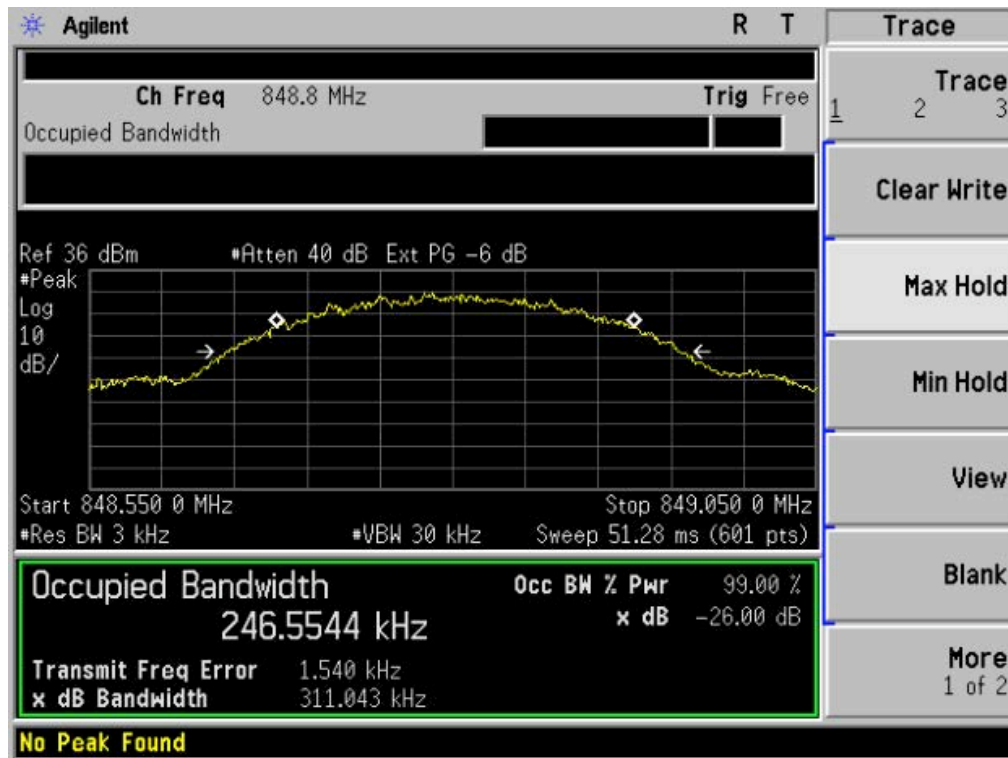 Agilent R T Trace
Ch Freq 848.8 MHz Trig Free
Occupied Bandwidth
Trace
1 2 3
Clear Write
Max Hold
Min Hold
View
Blank
More
1 of 2
Ref 36 dBm #Atten 40 dB Ext PG -6 dB
#Peak
Log
10
dB/
Start 848.550 0 MHz Stop 849.050 0 MHz
#Res BW 3 kHz #VBW 30 kHz Sweep 51.28 ms (601 pts)
Occupied Bandwidth Occ BW % Pwr 99.00 %
246.5544 kHz x dB -26.00 dB
Transmit Freq Error 1.540 kHz
x dB Bandwidth 311.043 kHz
No Peak Found